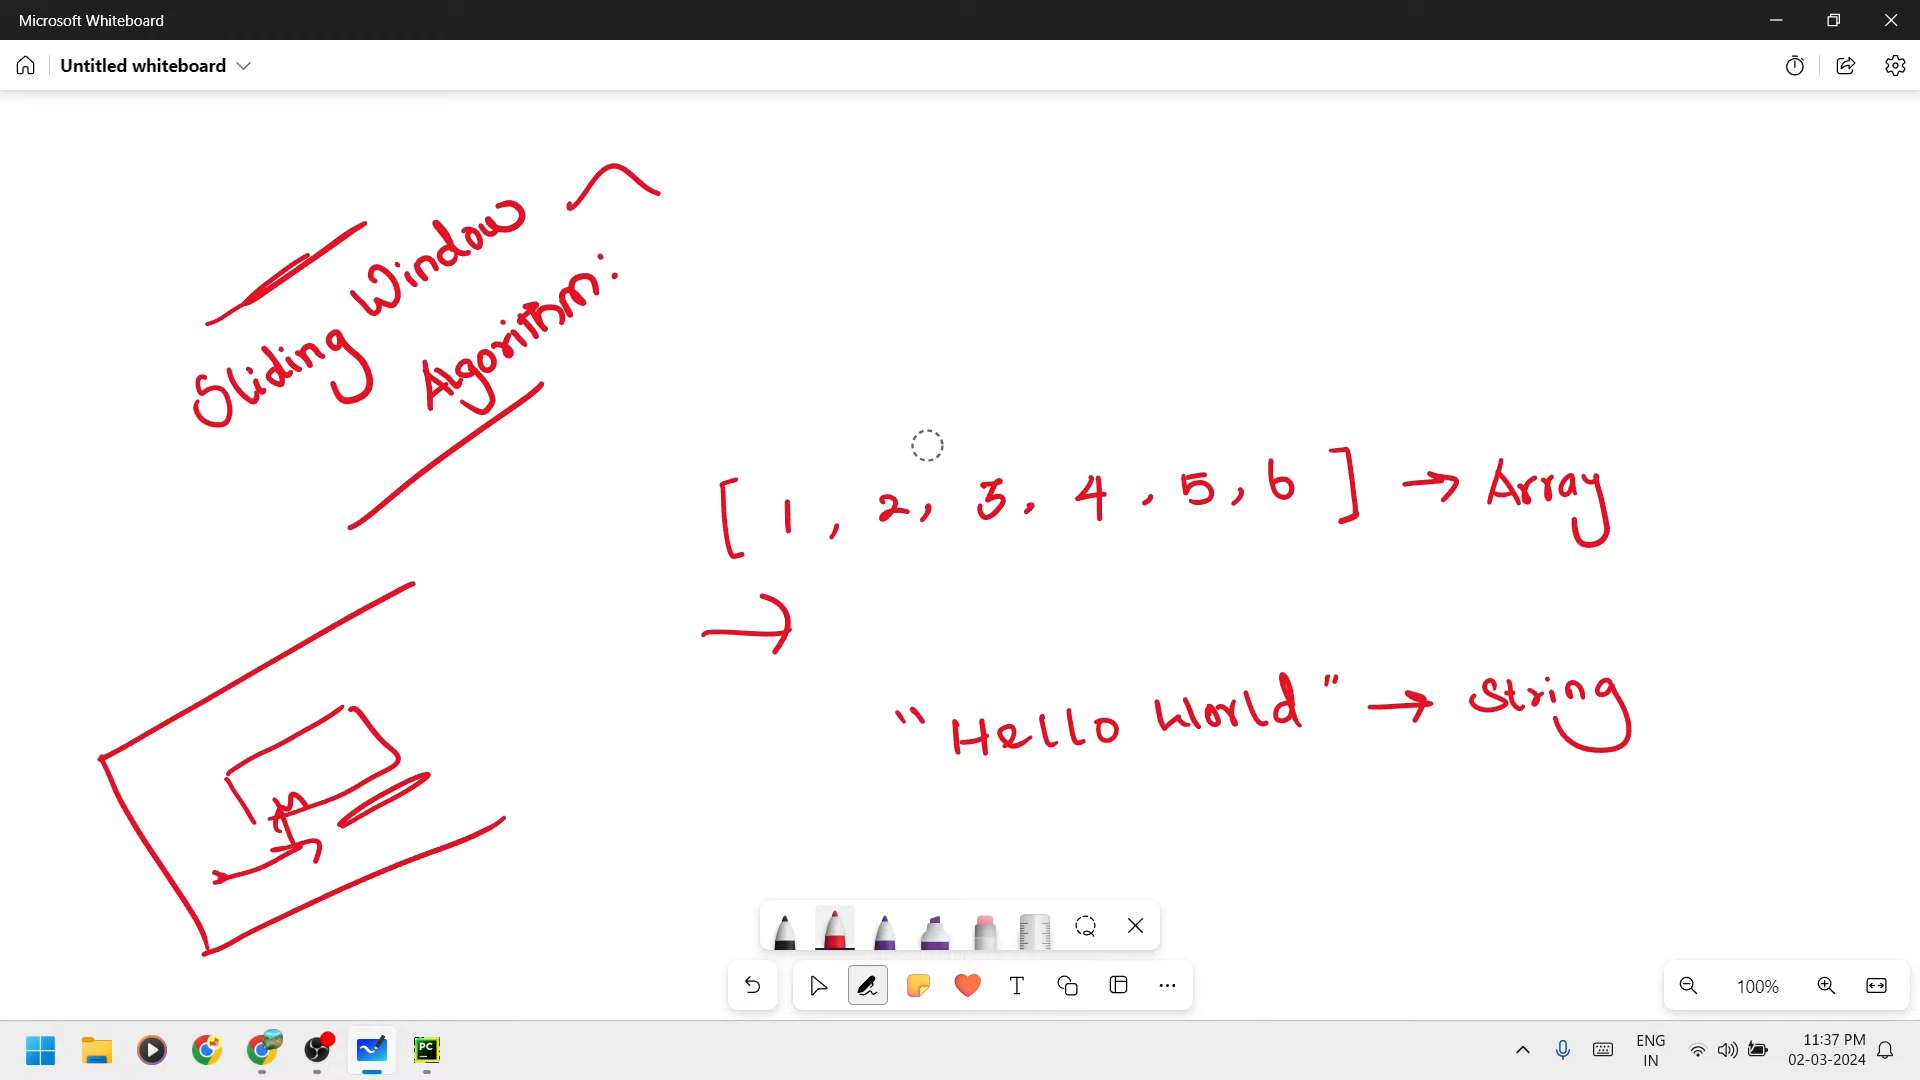 Microsoft Whiteboard
Untitled whiteboard
Sliding Window
Algorithm:
[ 1, 2, 3, 4, 5, 6 ] → Array
→
"Hello World" → String
100%
PC
ENG
IN
11:37 PM
02-03-2024